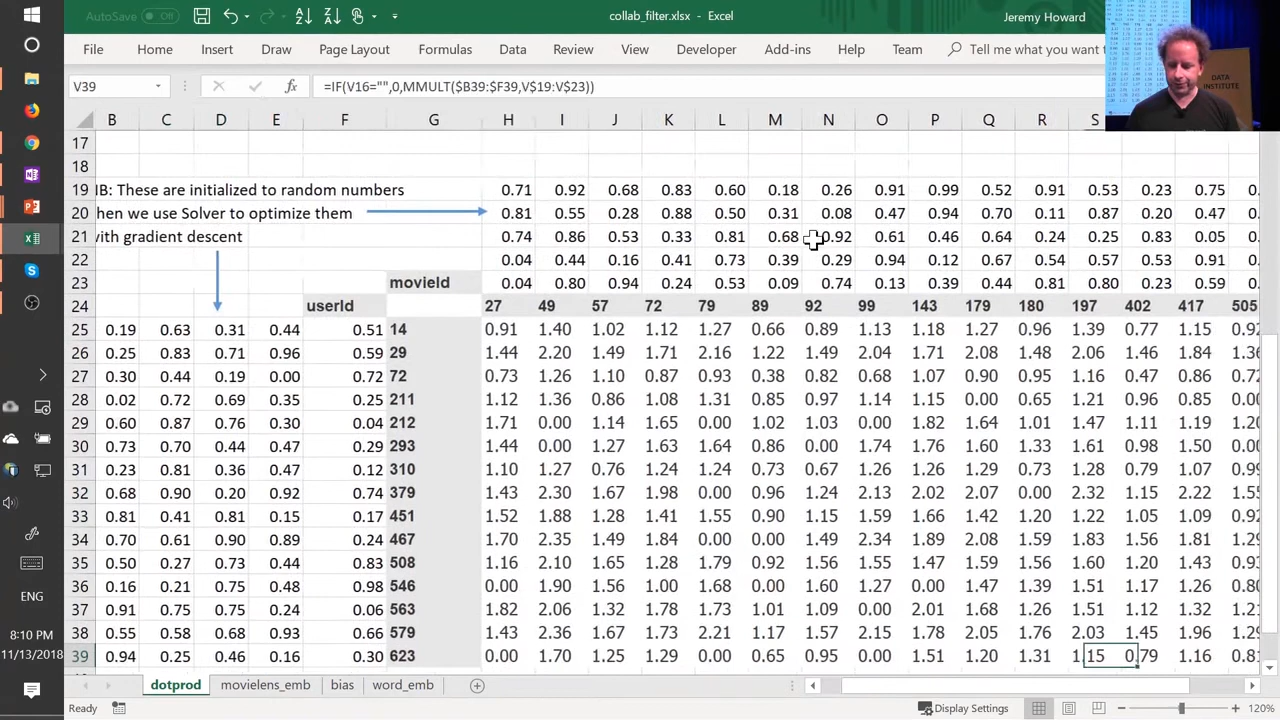 AutoSave Off
collab_filter.xlsx - Excel
Jeremy Howard
File Home Insert Draw Page Layout Formulas Data Review View Developer Add-ins Help Team Tell me what you want
V39 fx =IF(V16="",0,MMULT($B39:$F39,V$19:V$23))
B C D E F G H I J K L M N O P Q R S T U
DATA
INSTITUTE
17
18
19 NB: These are initialized to random numbers 0.71 0.92 0.68 0.83 0.60 0.18 0.26 0.91 0.99 0.52 0.91 0.53 0.23 0.75
20 hen we use Solver to optimize them 0.81 0.55 0.28 0.88 0.50 0.31 0.08 0.47 0.94 0.70 0.11 0.87 0.20 0.47
21 vith gradient descent 0.74 0.86 0.53 0.33 0.81 0.68 0.92 0.61 0.46 0.64 0.24 0.25 0.83 0.05
22 0.04 0.44 0.16 0.41 0.73 0.39 0.29 0.94 0.12 0.67 0.54 0.57 0.53 0.91
23 movieId 0.04 0.80 0.94 0.24 0.53 0.09 0.74 0.13 0.39 0.44 0.81 0.67 0.23 0.59
24 userId 27 49 57 72 79 89 92 99 143 179 180 197 402 417 505
25 0.19 0.63 0.31 0.44 0.51 14 0.91 1.40 1.02 1.12 1.27 0.66 0.89 1.13 1.18 1.27 0.96 1.39 0.77 1.15
26 0.25 0.83 0.71 0.96 0.59 29 1.44 2.20 1.49 1.71 2.16 1.22 1.49 2.04 1.71 2.08 1.48 2.06 1.46 1.84
27 0.30 0.44 0.19 0.00 0.72 72 0.73 1.26 1.10 0.87 0.93 0.38 0.82 0.68 1.07 0.90 0.95 1.16 0.47 0.86
28 0.02 0.72 0.69 0.35 0.25 211 1.12 1.36 0.86 1.08 1.31 0.85 0.97 1.14 1.15 0.00 0.65 1.21 0.96 0.85
29 0.60 0.87 0.76 0.30 0.04 212 1.71 0.00 1.14 1.65 0.00 1.02 1.03 0.00 1.82 1.64 1.01 1.47 1.11 1.19
30 0.73 0.70 0.44 0.47 0.29 293 1.44 0.00 1.27 1.63 1.64 0.86 0.00 1.74 1.76 1.60 1.33 1.61 0.98 1.50
31 0.23 0.81 0.36 0.47 0.12 310 1.10 1.27 0.76 1.24 1.24 0.73 0.67 1.26 1.26 1.29 0.73 1.28 0.79 1.07
32 0.68 0.90 0.20 0.92 0.74 379 1.43 2.30 1.67 1.98 0.00 0.96 1.24 2.13 2.02 2.07 0.00 2.32 1.15 2.22
33 0.81 0.41 0.81 0.15 0.17 451 1.52 1.88 1.28 1.41 1.55 0.90 1.15 1.59 1.66 1.42 1.20 1.22 1.05 1.09
34 0.70 0.61 0.90 0.89 0.24 467 1.70 2.35 1.49 1.84 0.00 0.00 1.49 2.34 1.89 2.08 1.59 1.83 1.56 1.81
35 0.50 0.27 0.73 0.44 0.83 508 1.16 2.10 1.65 1.28 1.79 0.92 1.56 1.55 1.47 1.59 1.56 1.60 1.20 1.43
36 0.16 0.21 0.75 0.48 0.98 546 0.00 1.90 1.56 1.00 1.68 0.00 1.60 1.27 0.00 1.47 1.39 1.51 1.17 1.26
37 0.91 0.75 0.75 0.24 0.06 563 1.82 2.06 1.32 1.78 1.73 1.01 1.09 0.00 2.01 1.68 1.26 1.51 1.12 1.32
38 0.55 0.58 0.68 0.93 0.66 579 1.43 2.36 1.67 1.73 2.21 1.17 1.57 2.15 1.78 2.05 1.76 2.03 1.45 1.96
39 0.94 0.25 0.46 0.16 0.30 623 0.00 1.70 1.25 1.29 0.00 0.65 0.95 0.00 1.51 1.20 1.31 1.15 0.79 1.16
ENG
8:10 PM
11/13/2018
dotprod movielens_emb bias word_emb
Ready Display Settings 120%